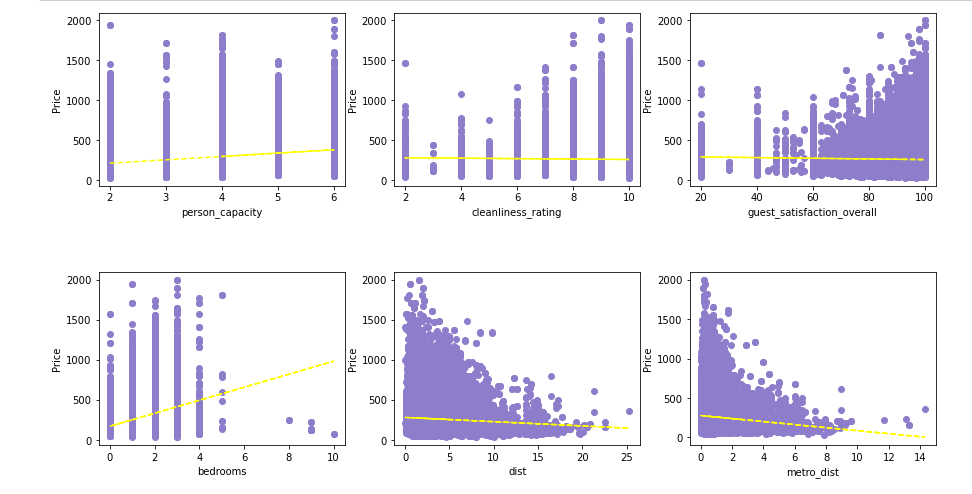 2000
1500
1000
500
0
Price
2 3 4 5 6
person_capacity
2000
1500
1000
500
0
Price
2 4 6 8 10
cleanliness_rating
2000
1500
1000
500
0
Price
20 40 60 80 100
guest_satisfaction_overall
2000
1500
1000
500
0
Price
0 2 4 6 8 10
bedrooms
2000
1500
1000
500
0
Price
0 5 10 15 20 25
dist
2000
1500
1000
500
0
Price
0 2 4 6 8 10 12 14
metro_dist